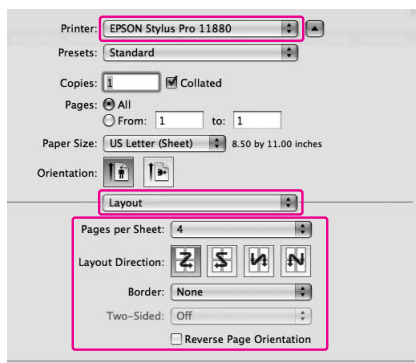 Printer: EPSON Stylus Pro 11880
Presets: Standard
Copies: 1 Collated
Pages: All
From: 1 to: 1
Paper Size: US Letter (Sheet) 8.50 by 11.00 inches
Orientation:
Layout
Pages per Sheet: 4
Layout Direction:
Border: None
Two-Sided: Off
Reverse Page Orientation